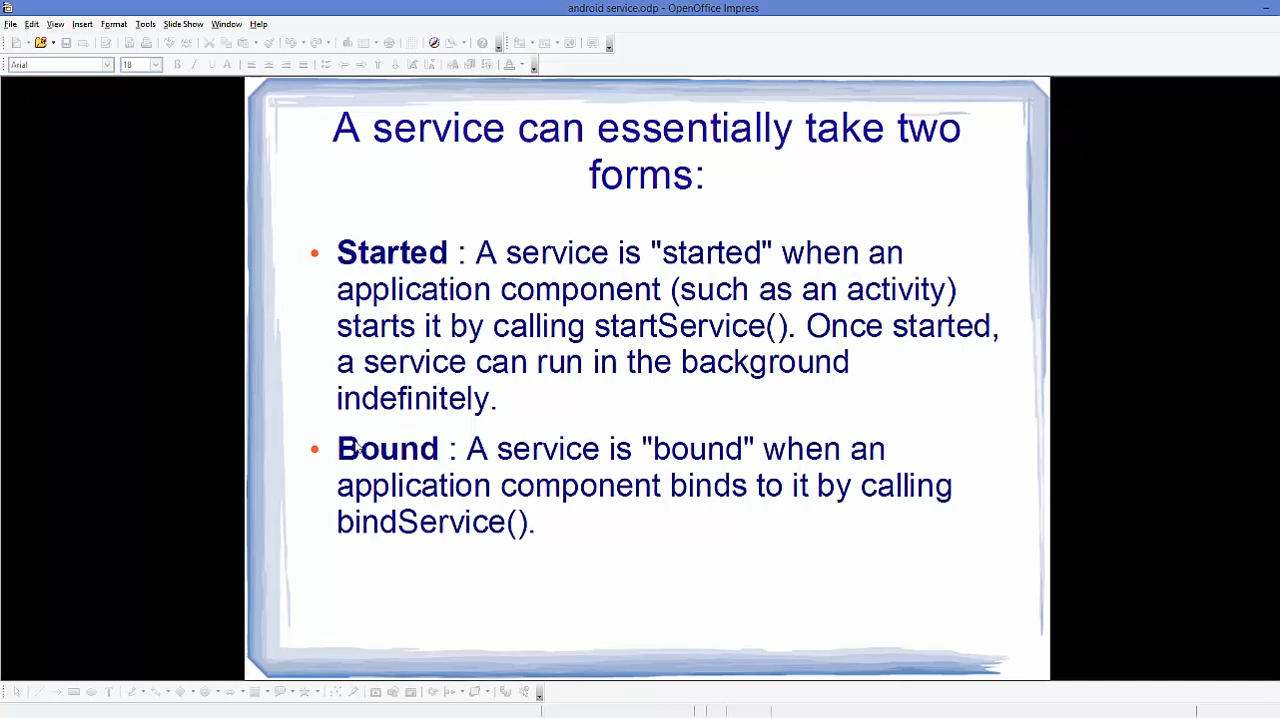 android service.odp - OpenOffice Impress
File Edit View Insert Format Tools Slide Show Window Help
Arial 18
A service can essentially take two
forms:
• Started : A service is "started" when an
application component (such as an activity)
starts it by calling startService(). Once started,
a service can run in the background
indefinitely.
• Bound : A service is "bound" when an
application component binds to it by calling
bindService().